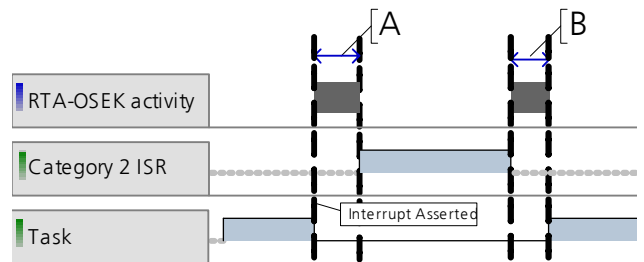 A
B
RTA-OSEK activity
Category 2 ISR
Interrupt Asserted
Task